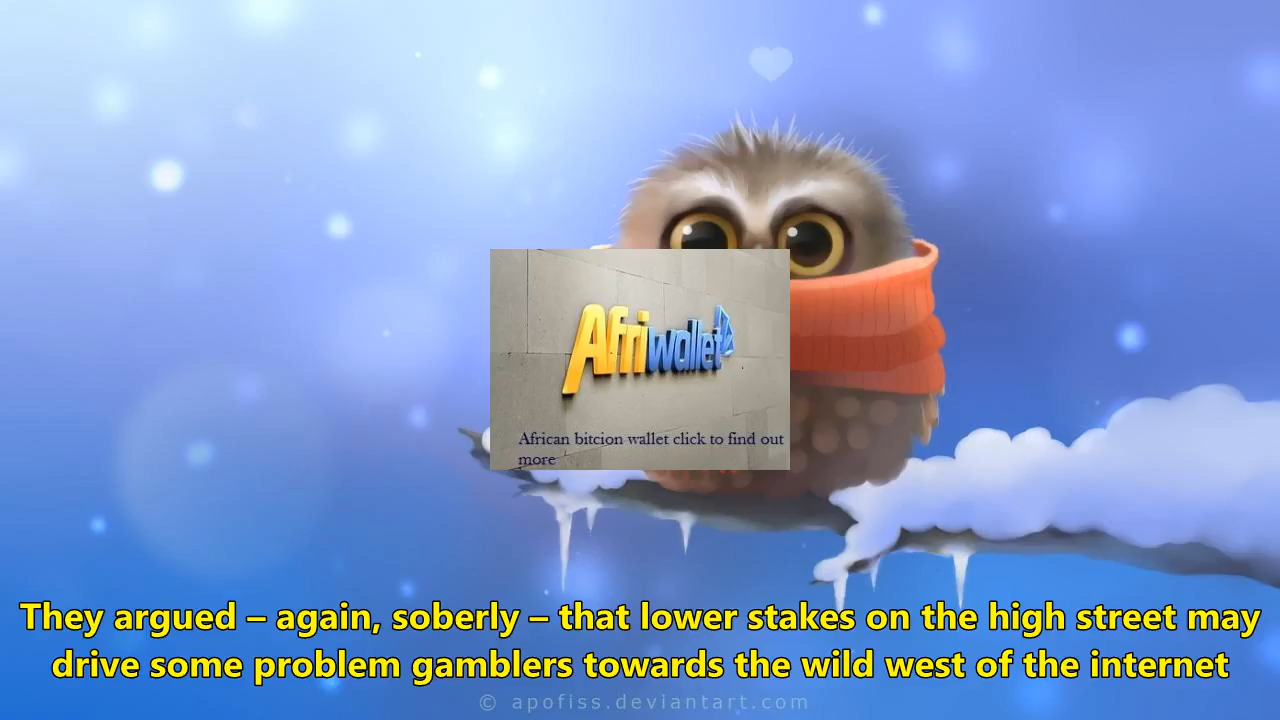 Afriwallet
African bitcion wallet click to find out
more
They argued – again, soberly – that lower stakes on the high street may
drive some problem gamblers towards the wild west of the internet
© apofiss.deviantart.com